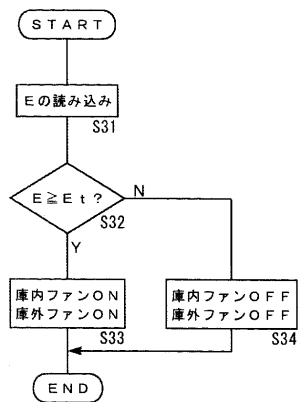 START
Eの読み込み
S31
E≧Et?
N
S32
Y
庫内ファンON
庫外ファンON
S33
庫内ファンOFF
庫外ファンOFF
S34
END